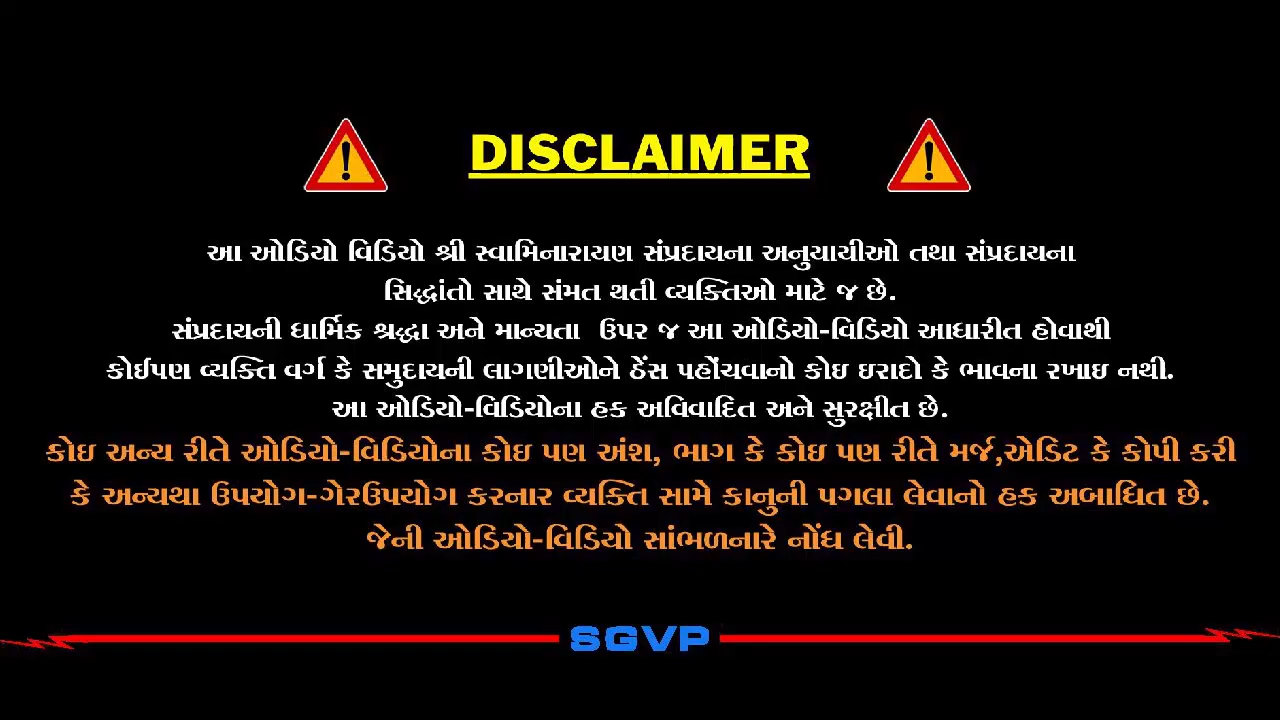 DISCLAIMER
આ ઓડિયો વિડિયો શ્રી સ્વામિનારાયણ સંપ્રદાયના અનુયાયીઓ તથા સંપ્રદાયના
સિદ્ધાંતો સાથે સંમત થતી વ્યક્તિઓ માટે જ છે.
સંપ્રદાયની ધાર્મિક શ્રદ્ધા અને માન્યતા ઉપર જ આ ઓડિયો-વિડિયો આધારીત હોવાથી
કોઈપણ વ્યક્તિ વર્ગ કે સમુદાયની લાગણીઓને ઠેંસ પહોંચવાનો કોઇ ઇરાદો કે ભાવના રખાઇ નથી.
આ ઓડિયો-વિડિયોના હક અવિવાદિત અને સુરક્ષીત છે.
કોઇ અન્ય રીતે ઓડિયો-વિડિયોના કોઇ પણ અંશ, ભાગ કે કોઇ પણ રીતે મર્જ,એડિટ કે કોપી કરી
કે અન્યથા ઉપયોગ-ગેરઉપયોગ કરનાર વ્યક્તિ સામે કાનુની પગલા લેવાનો હક અબાધિત છે.
જેની ઓડિયો-વિડિયો સાંભળનારે નોંધ લેવી.
SGVP